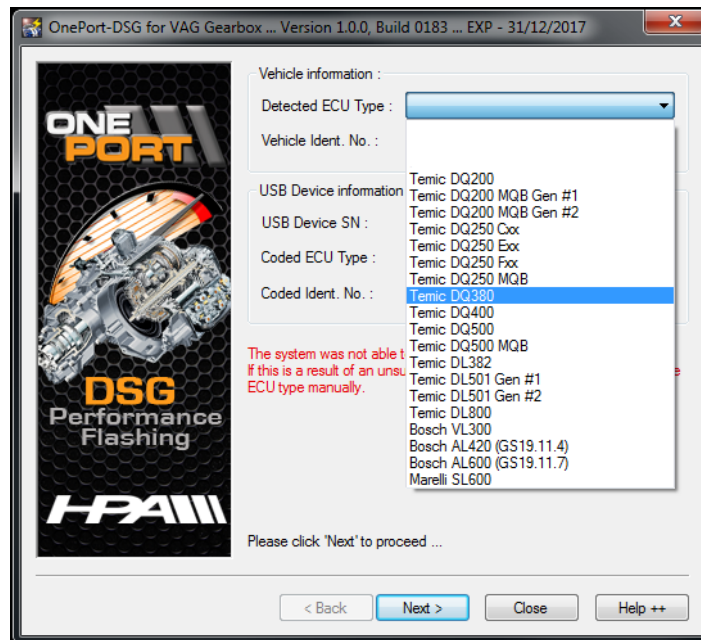 OnePort-DSG for VAG Gearbox ... Version 1.0.0, Build 0183 ... EXP - 31/12/2017
ONE
PORT
DSG
Performance
Flashing
HPA
Vehicle information :
Detected ECU Type :
Vehicle Ident. No. :
USB Device information
USB Device SN :
Coded ECU Type :
Coded Ident. No. :
Temic DQ200
Temic DQ200 MQB Gen #1
Temic DQ200 MQB Gen #2
Temic DQ250 Cxx
Temic DQ250 Exx
Temic DQ250 Fxx
Temic DQ250 MQB
Temic DQ380
Temic DQ400
Temic DQ500
Temic DQ500 MQB
Temic DL382
Temic DL501 Gen #1
Temic DL501 Gen #2
Temic DL800
Bosch VL300
Bosch AL420 (GS19.11.4)
Bosch AL600 (GS19.11.7)
Marelli SL600
The system was not able
If this is a result of an
ECU type manually.
Please click 'Next' to proceed ...
< Back
Next >
Close
Help ++